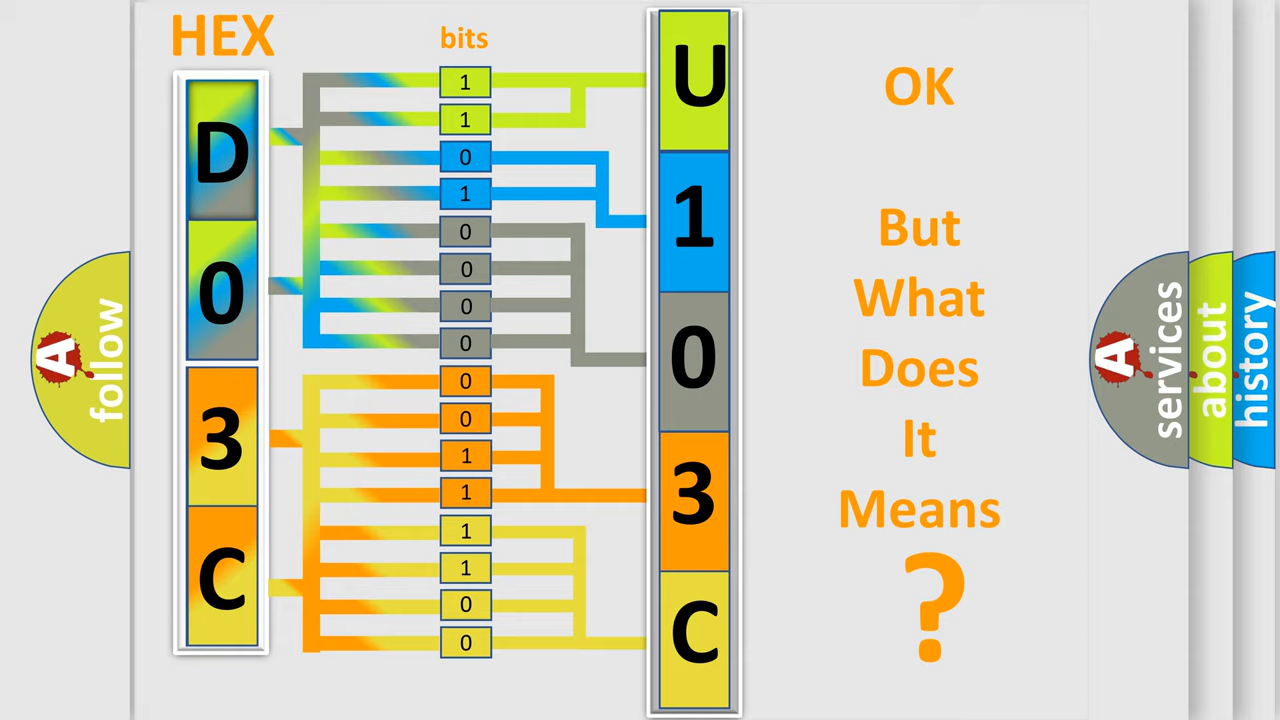 HEX
bits
D
0
3
C
1
1
0
1
0
0
0
0
0
0
1
1
1
1
0
0
U
1
0
3
C
OK
But
What
Does
It
Means
?
A
follow
A
services
about
history